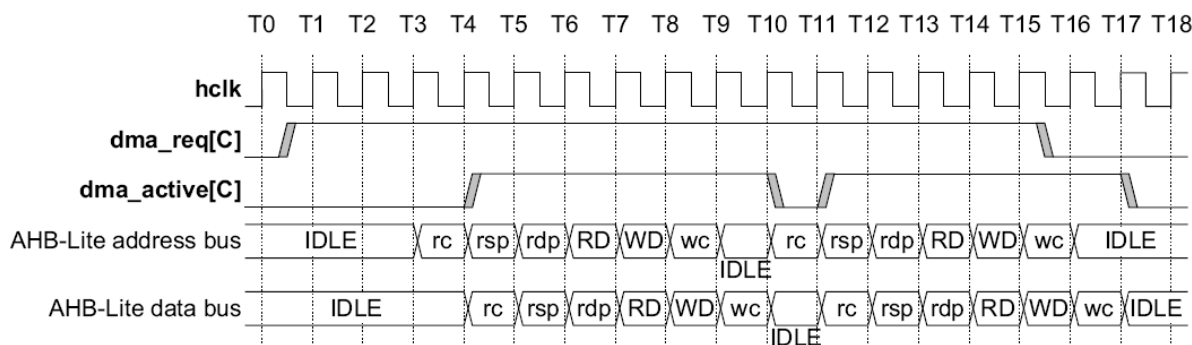 T0 T1 T2 T3 T4 T5 T6 T7 T8 T9 T10 T11 T12 T13 T14 T15 T16 T17 T18
hclk
dma_req[C]
dma_active[C]
AHB-Lite address bus IDLE rc rsp rdp RD WD wc rc rsp rdp RD WD wc IDLE
IDLE
AHB-Lite data bus IDLE rc rsp rdp RD WD wc rc rsp rdp RD WD wc IDLE
IDLE